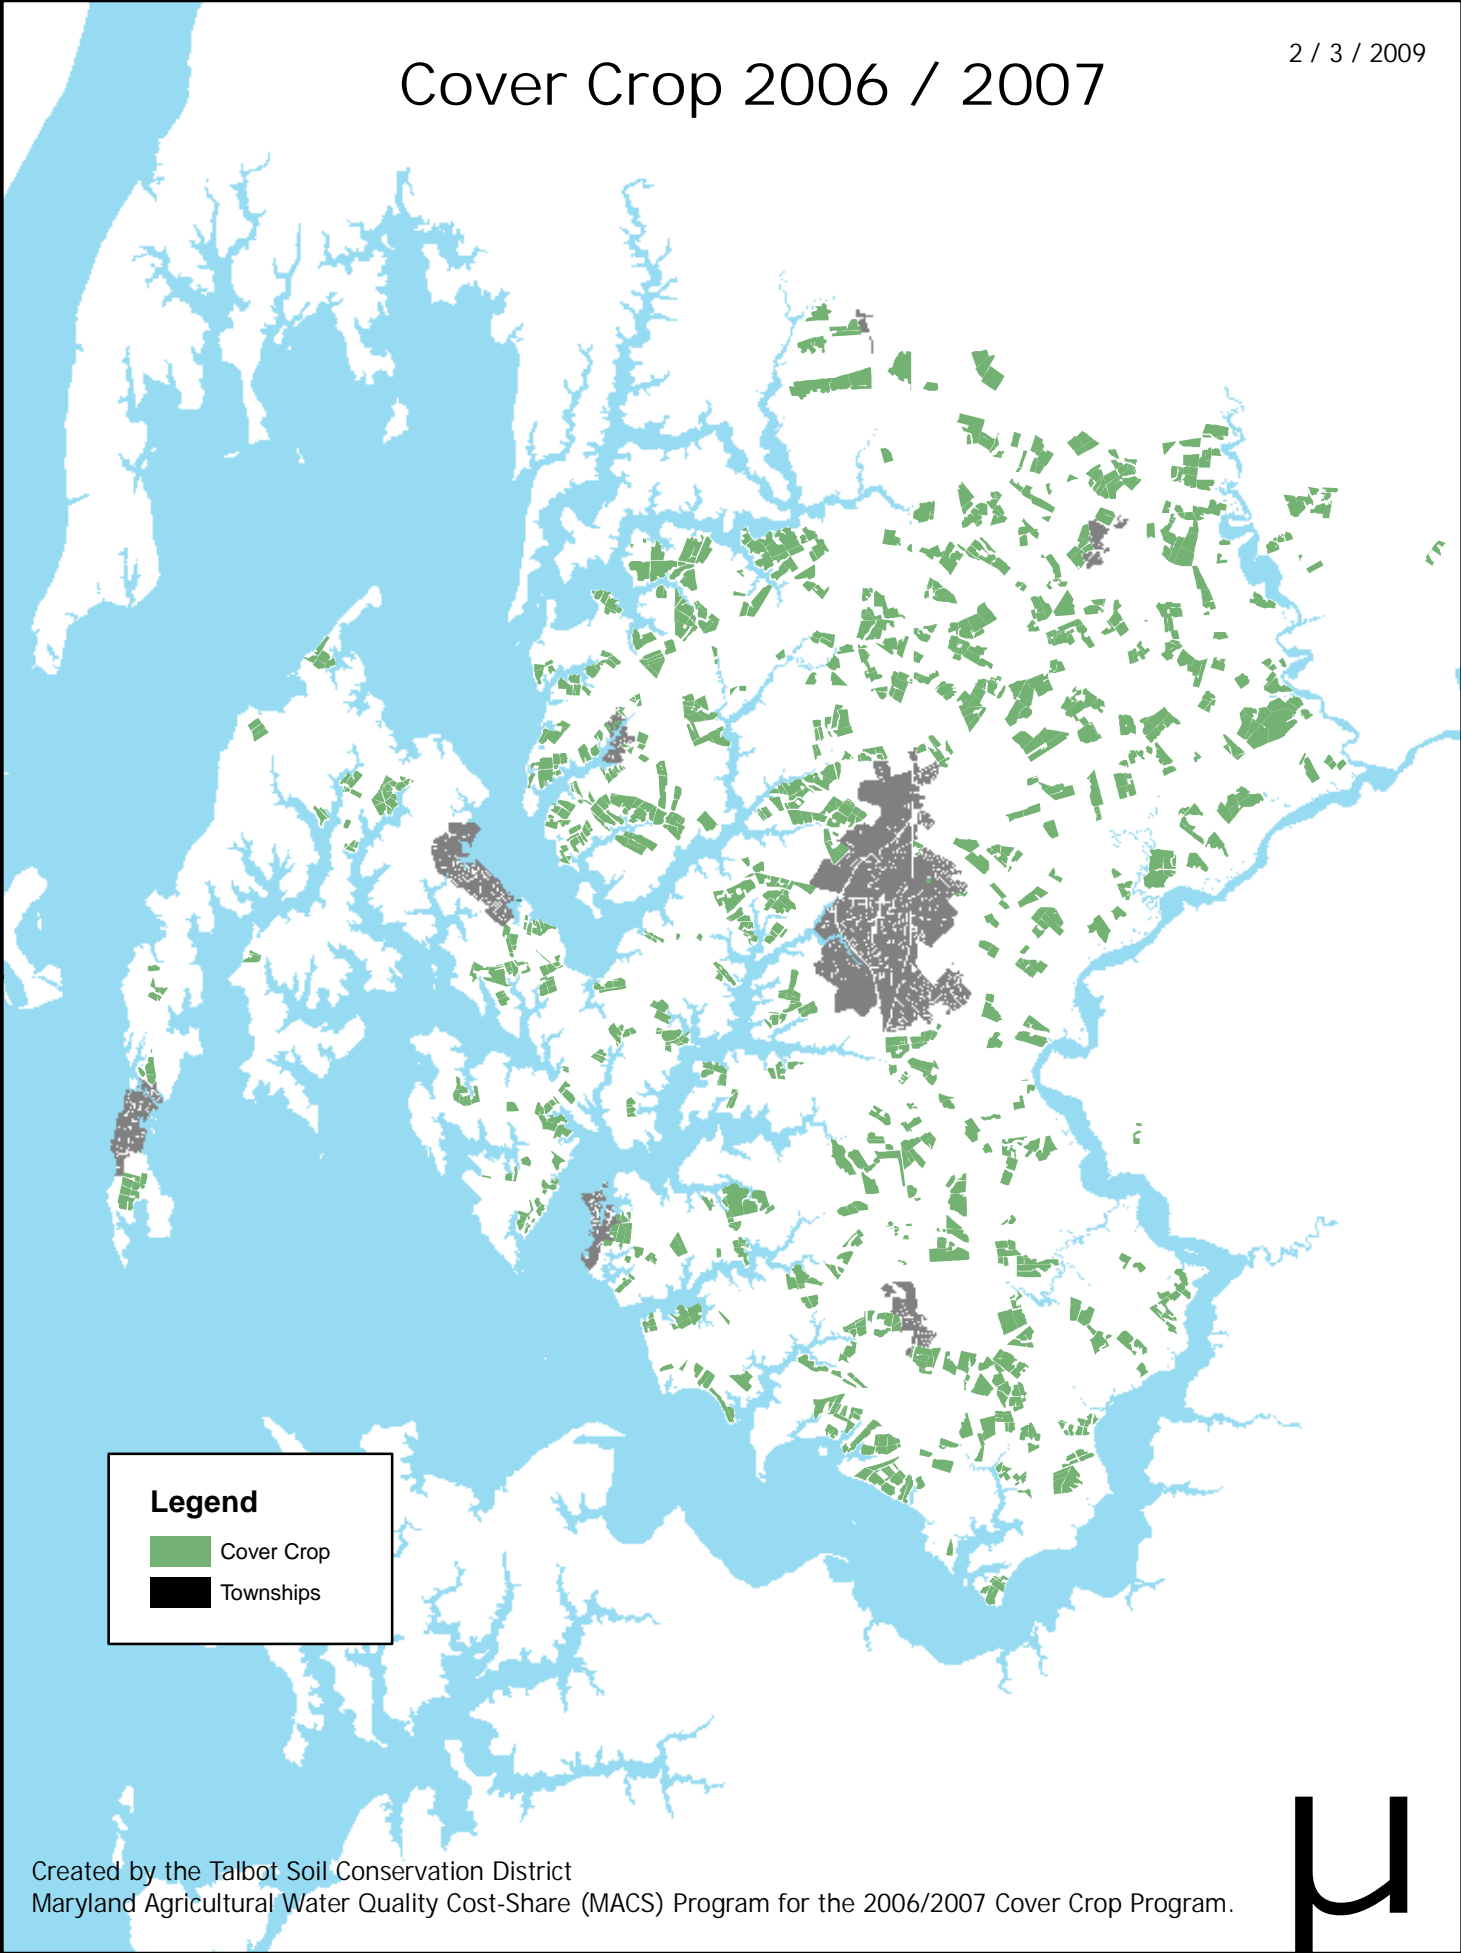 2 / 3 / 2009
Cover Crop 2006 / 2007
Legend
Cover Crop
Townships
Created by the Talbot Soil Conservation District
Maryland Agricultural Water Quality Cost-Share (MACS) Program for the 2006/2007 Cover Crop Program.
µ